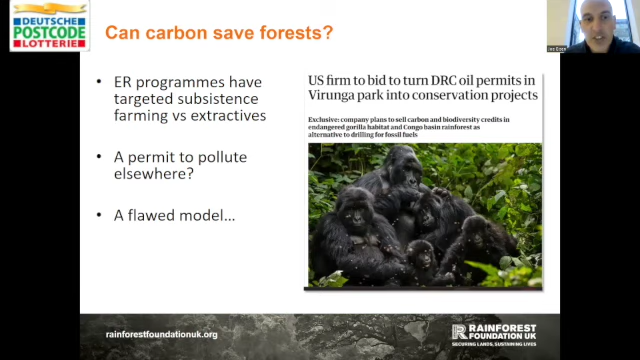 DEUTSCHE
POSTCODE
LOTTERIE
Can carbon save forests?
• ER programmes have
targeted subsistence
farming vs extractives
• A permit to pollute
elsewhere?
• A flawed model...
US firm to bid to turn DRC oil permits in
Virunga park into conservation projects
Exclusive: company plans to sell carbon and biodiversity credits in
endangered gorilla habitat and Congo basin rainforest as
alternative to drilling for fossil fuels
rainforestfoundationuk.org
RAINFOREST
FOUNDATION UK
SECURING LANDS, SUSTAINING LIVES